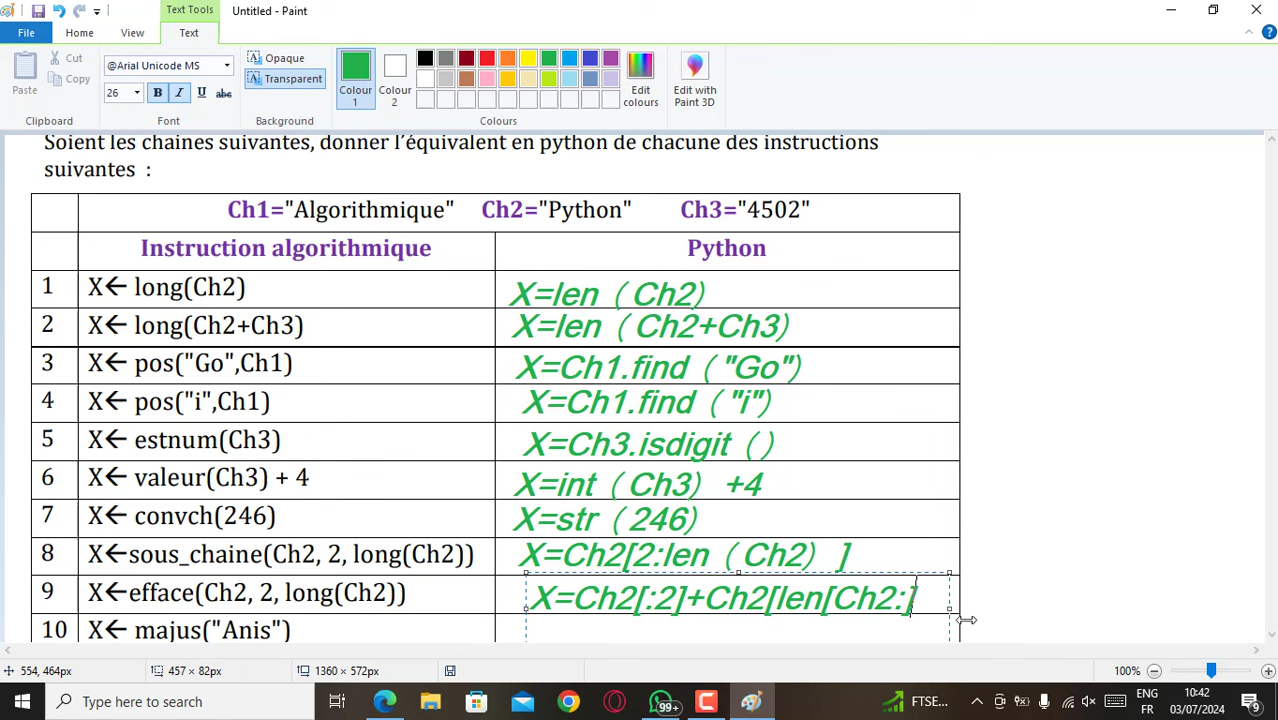 Untitled - Paint
Text Tools
File
Home
View
Text
Paste
Cut
Copy
Clipboard
@Arial Unicode MS
26
B I U abc
Font
Opaque
Transparent
Background
Colour 1
Colour 2
Edit colours
Edit with Paint 3D
Colours
Soient les chaines suivantes, donner l'équivalent en python de chacune des instructions
suivantes :
Ch1="Algorithmique" Ch2="Python" Ch3="4502"
Instruction algorithmique Python
1 X← long(Ch2) X=len (Ch2)
2 X← long(Ch2+Ch3) X=len (Ch2+Ch3)
3 X← pos("Go",Ch1) X=Ch1.find ("Go")
4 X← pos("i",Ch1) X=Ch1.find ("i")
5 X← estnum(Ch3) X=Ch3.isdigit ()
6 X← valeur(Ch3) + 4 X=int (Ch3) +4
7 X← convch(246) X=str (246)
8 X←sous_chaine(Ch2, 2, long(Ch2)) X=Ch2[2:len (Ch2) ]
9 X←efface(Ch2, 2, long(Ch2)) X=Ch2[:2]+Ch2[len[Ch2:]
10 X← majus("Anis")
554, 464px
457 × 82px
1360 × 572px
100%
Type here to search
99+
FTSE...
ENG
FR
10:42
03/07/2024
9